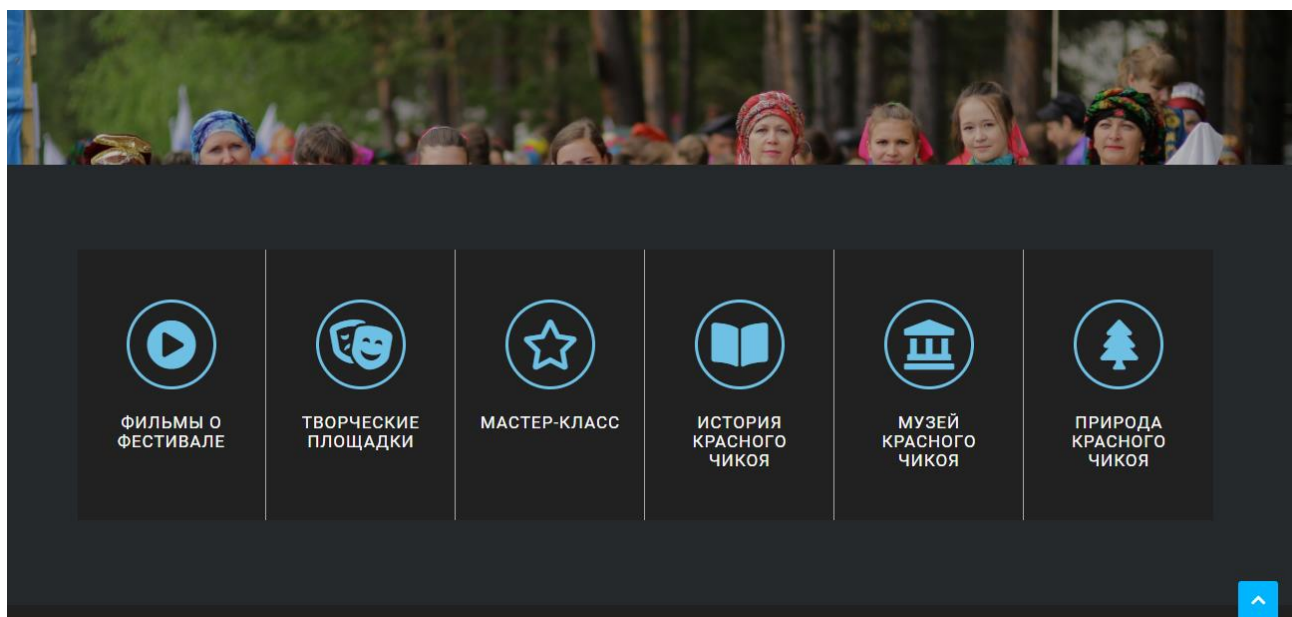 ФИЛЬМЫ О
ФЕСТИВАЛЕ
ТВОРЧЕСКИЕ
ПЛОЩАДКИ
МАСТЕР-КЛАСС
ИСТОРИЯ
КРАСНОГО
ЧИКОЯ
МУЗЕЙ
КРАСНОГО
ЧИКОЯ
ПРИРОДА
КРАСНОГО
ЧИКОЯ